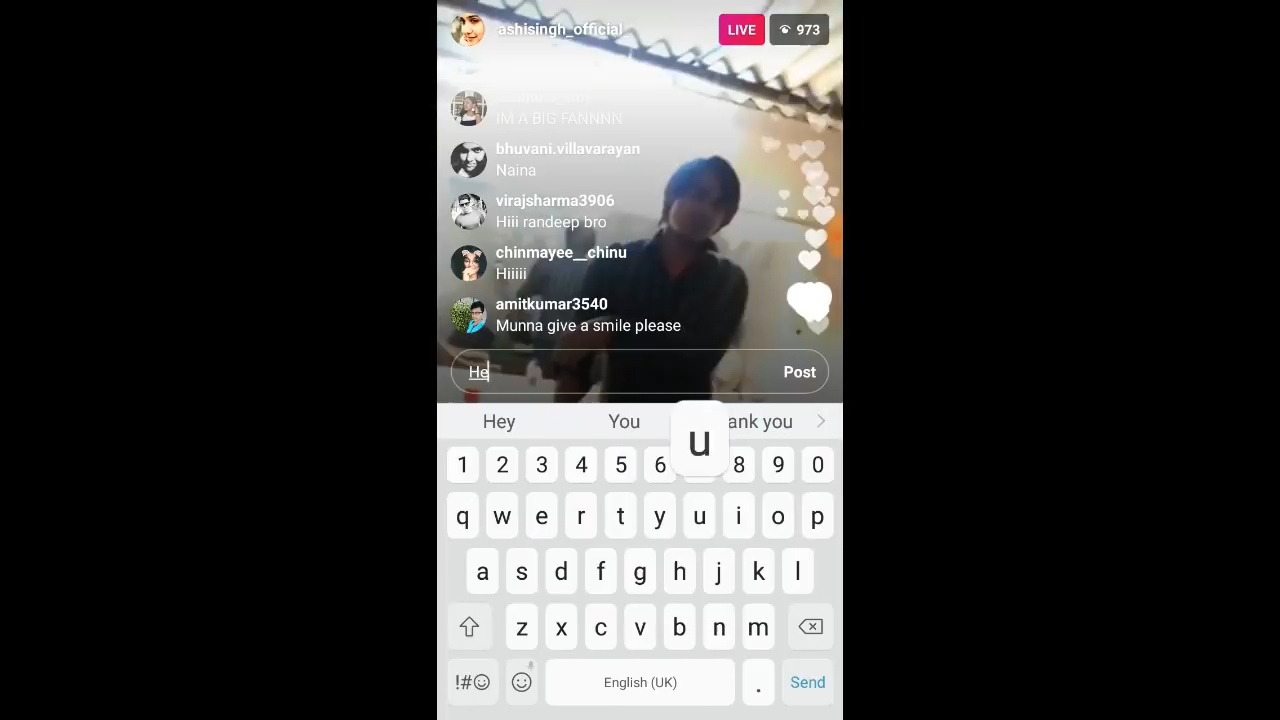 ashisingh_official
LIVE
973
IM A BIG FANNNN
bhuvani.villavarayan
Naina
virajsharma3906
Hiii randeep bro
chinmayee__chinu
Hiiiii
amitkumar3540
Munna give a smile please
He
Post
Hey You ank you
u
1 2 3 4 5 6 8 9 0
q w e r t y u i o p
a s d f g h j k l
z x c v b n m
!#☺ English (UK) . Send